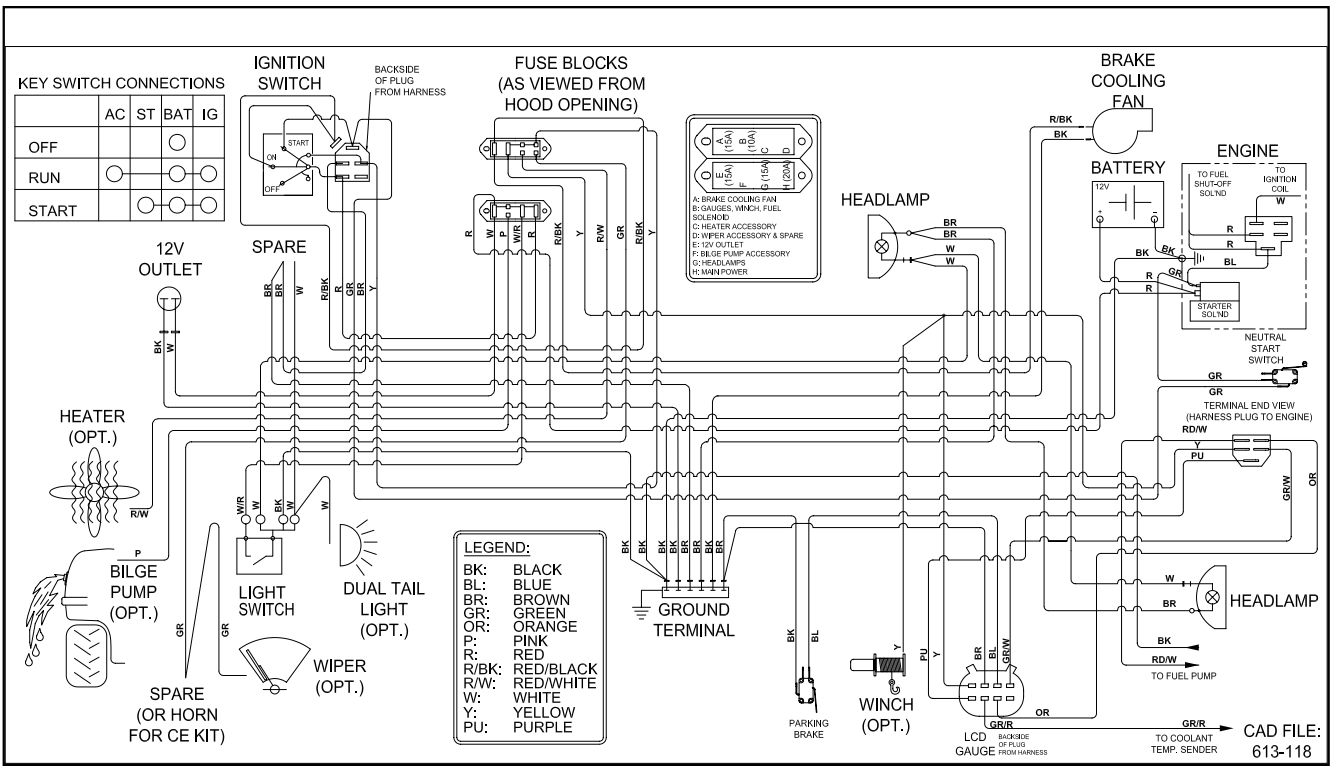 KEY SWITCH CONNECTIONS
AC ST BAT IG
OFF
RUN
START
IGNITION
SWITCH
BACKSIDE
OF PLUG
FROM HARNESS
START
ON
OFF
FUSE BLOCKS
(AS VIEWED FROM
HOOD OPENING)
A (15A)
B (10A)
C
D
E (15A)
F
G (15A)
H (20A)
A: BRAKE COOLING FAN
B: GAUGES, WINCH, FUEL
SOLENOID
C: HEATER ACCESSORY
D: WIPER ACCESSORY & SPARE
E: 12V OUTLET
F: BILGE PUMP ACCESSORY
G: HEADLAMPS
H: MAIN POWER
BRAKE
COOLING
FAN
R/BK
BK
BATTERY
12V
+
-
ENGINE
TO FUEL
SHUT-OFF
SOL'ND
TO
IGNITION
COIL
W
R
R
BL
BK
BK
GR
R
R
STARTER
SOL'ND
HEADLAMP
BR
BR
W
W
12V
OUTLET
BK
W
SPARE
BR
BR
W
R/BK
R
GR
BR
Y
R
W
P
W/R
R
R/BK
Y
R/W
GR
R/BK
Y
NEUTRAL
START
SWITCH
GR
GR
TERMINAL END VIEW
(HARNESS PLUG TO ENGINE)
RD/W
Y
PU
GR/W
OR
HEATER
(OPT.)
R/W
P
BILGE
PUMP
(OPT.)
GR
GR
SPARE
(OR HORN
FOR CE KIT)
W/R
W
BK
W
W
LIGHT
SWITCH
DUAL TAIL
LIGHT
(OPT.)
WIPER
(OPT.)
LEGEND:
BK: BLACK
BL: BLUE
BR: BROWN
GR: GREEN
OR: ORANGE
P: PINK
R: RED
R/BK: RED/BLACK
R/W: RED/WHITE
W: WHITE
Y: YELLOW
PU: PURPLE
BK
BK
BK
BR
BR
BK
BR
GROUND
TERMINAL
BK
BL
PARKING
BRAKE
Y
WINCH
(OPT.)
PU
Y
BR
BL
GR/W
OR
GR/R
LCD
GAUGE
BACKSIDE
OF PLUG
FROM HARNESS
W
BR
HEADLAMP
BK
RD/W
TO FUEL PUMP
GR/R
TO COOLANT
TEMP. SENDER
CAD FILE:
613-118